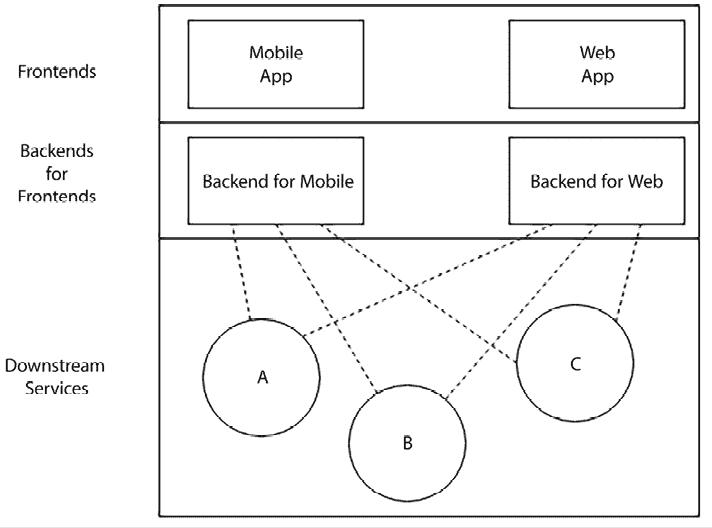 Frontends
Mobile
App
Web
App
Backends
for
Frontends
Backend for Mobile
Backend for Web
Downstream
Services
A
B
C